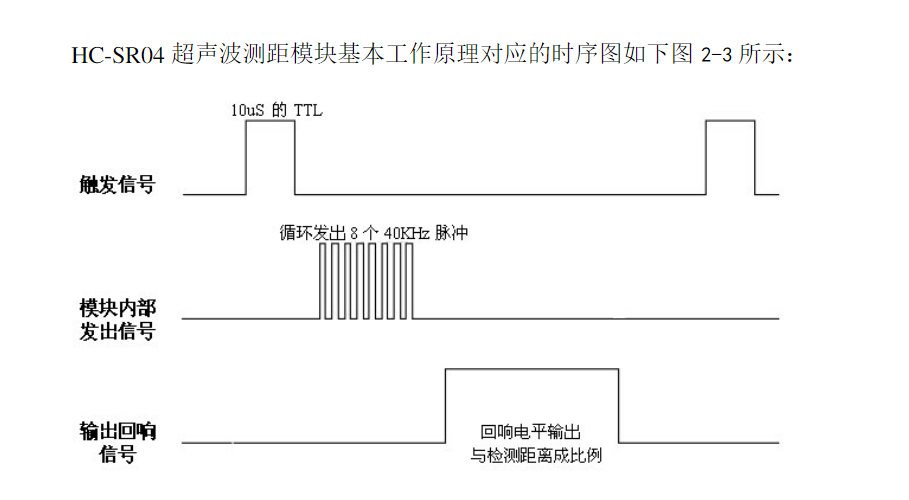 HC-SR04 超声波测距模块基本工作原理对应的时序图如下图 2-3 所示：
10uS 的 TTL
触发信号
循环发出 8 个 40KHz 脉冲
模块内部
发出信号
输出回响
信号
回响电平输出
与检测距离成比例